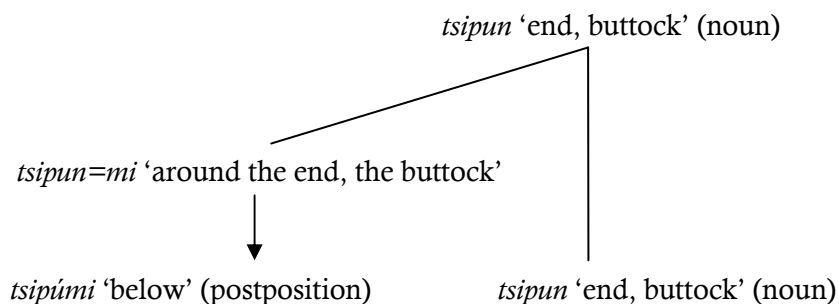 tsipun ‘end, buttock’ (noun)
tsipun=mi ‘around the end, the buttock’
tsipúmi ‘below’ (postposition) tsipun ‘end, buttock’ (noun)